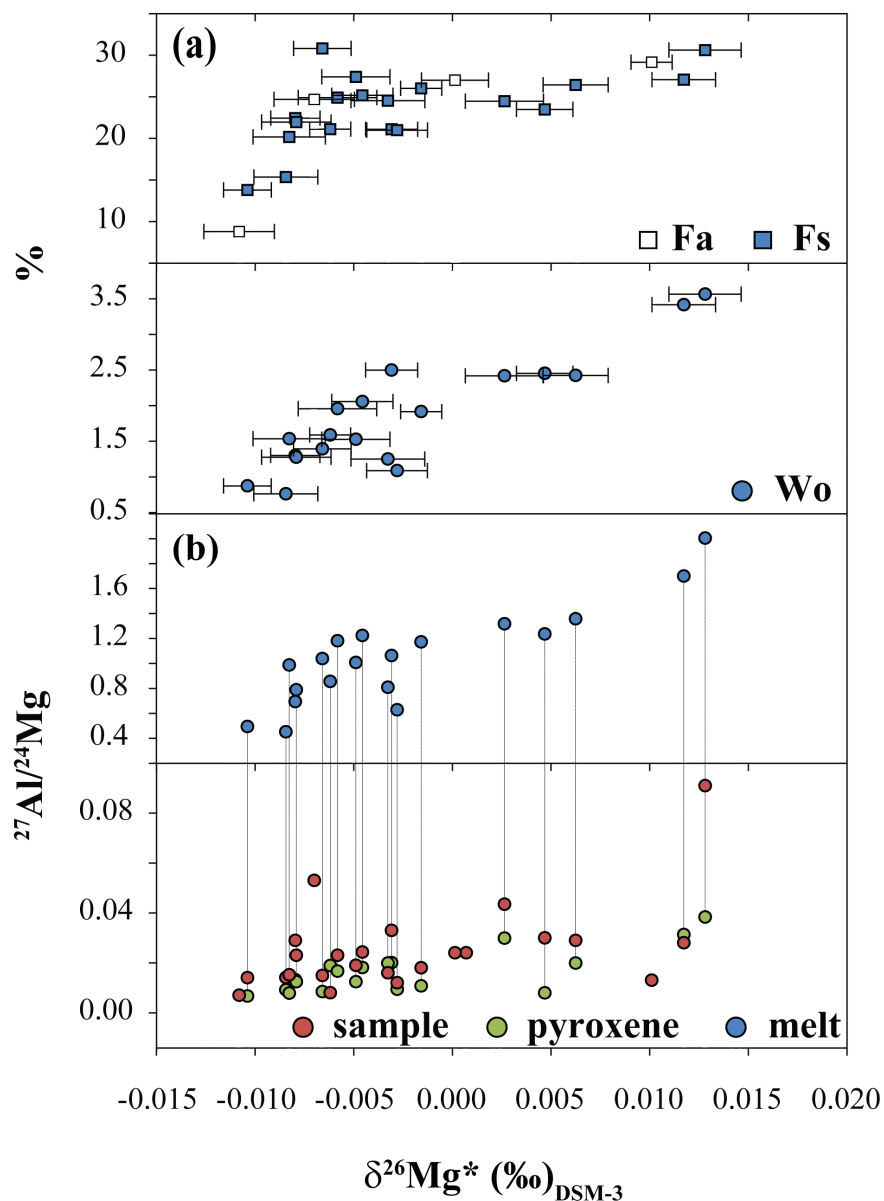 (a)
30
20
10
Fa Fs
%
3.5
2.5
1.5
0.5
Wo
(b)
1.6
1.2
0.8
0.4
²⁷Al/²⁴Mg
0.08
0.04
0.00
sample pyroxene melt
-0.015 -0.010 -0.005 0.000 0.005 0.010 0.015 0.020
δ²⁶Mg* (‰)DSM-3